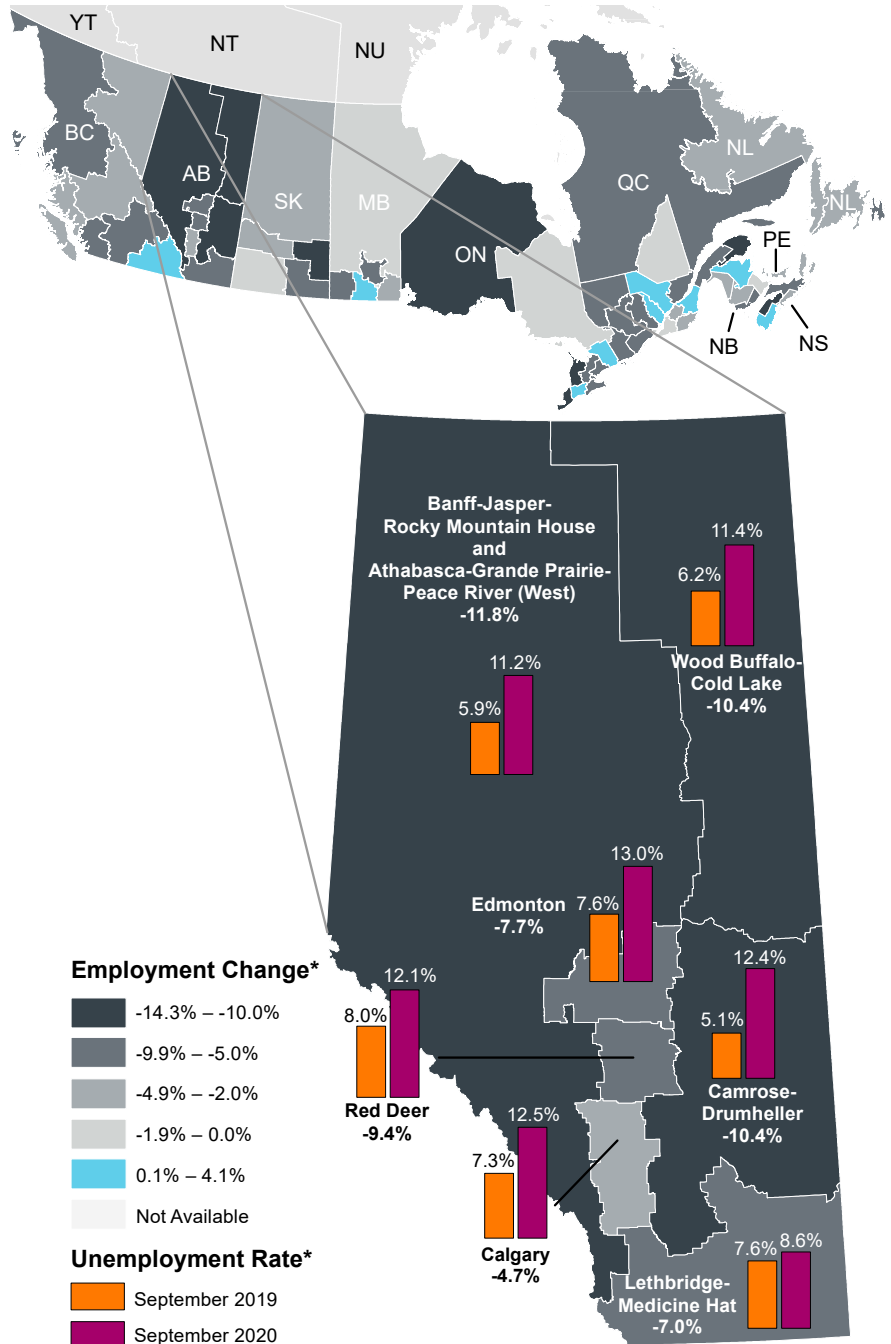 YT
NT
NU
BC
AB
SK
MB
ON
QC
NL
NL
PE
NB
NS
Banff-Jasper-
Rocky Mountain House
and
Athabasca-Grande Prairie-
Peace River (West)
-11.8%
5.9%
11.2%
6.2%
11.4%
Wood Buffalo-
Cold Lake
-10.4%
Edmonton
-7.7%
7.6%
13.0%
8.0%
12.1%
Red Deer
-9.4%
5.1%
12.4%
Camrose-
Drumheller
-10.4%
7.3%
12.5%
Calgary
-4.7%
7.6%
8.6%
Lethbridge-
Medicine Hat
-7.0%
Employment Change*
-14.3% – -10.0%
-9.9% – -5.0%
-4.9% – -2.0%
-1.9% – 0.0%
0.1% – 4.1%
Not Available
Unemployment Rate*
September 2019
September 2020